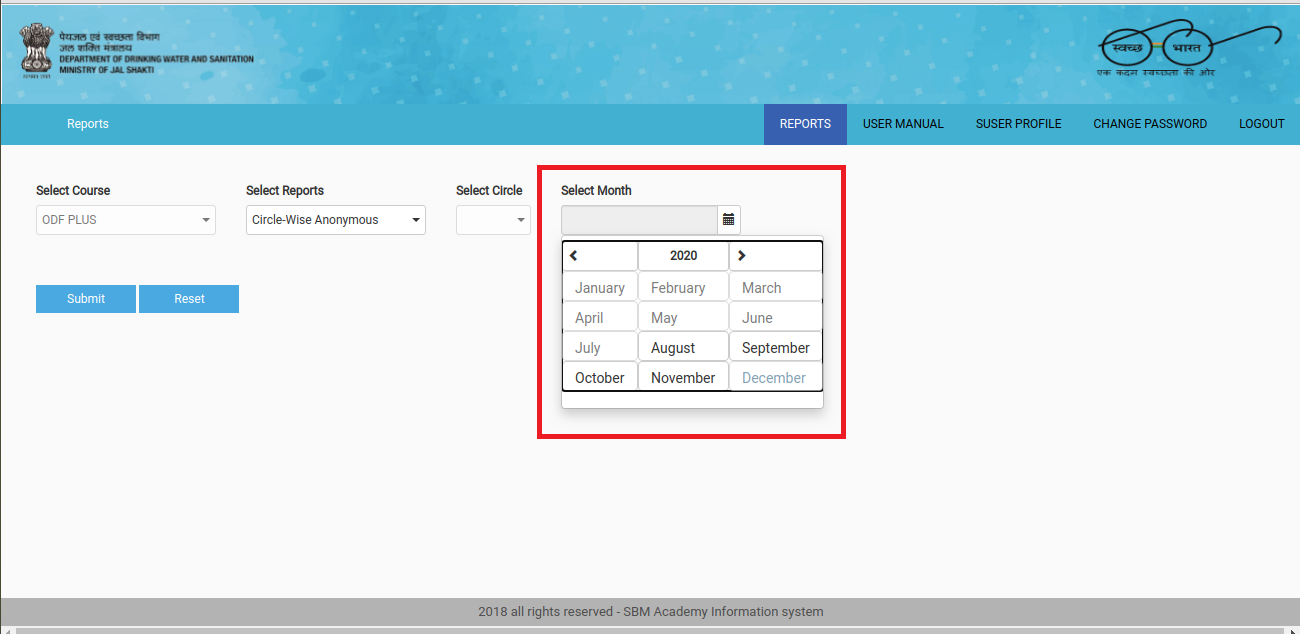 पेयजल एवं स्वच्छता विभाग
जल शक्ति मंत्रालय
DEPARTMENT OF DRINKING WATER AND SANITATION
MINISTRY OF JAL SHAKTI
सत्यमेव जयते
स्वच्छ भारत
एक कदम स्वच्छता की ओर
Reports
REPORTS USER MANUAL SUSER PROFILE CHANGE PASSWORD LOGOUT
Select Course Select Reports Select Circle Select Month
ODF PLUS Circle-Wise Anonymous
2020
January February March
April May June
July August September
October November December
Submit Reset
2018 all rights reserved - SBM Academy Information system